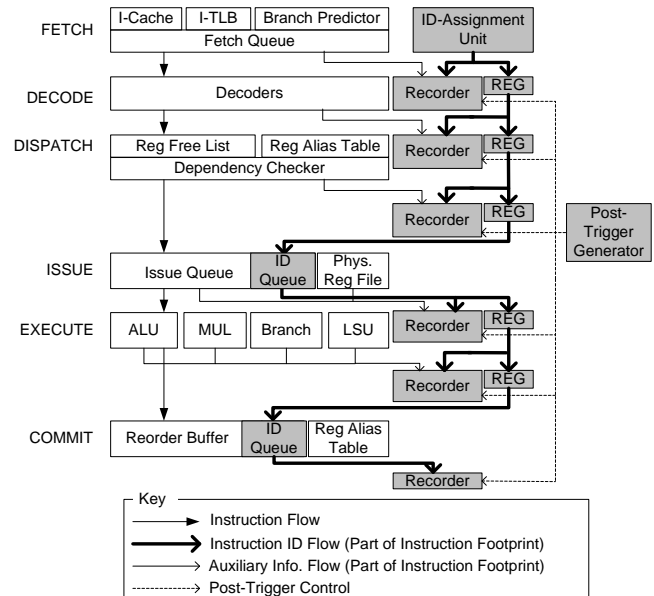 FETCH
I-Cache
I-TLB
Branch Predictor
Fetch Queue
ID-Assignment
Unit
DECODE
Decoders
Recorder
REG
DISPATCH
Reg Free List
Reg Alias Table
Dependency Checker
Recorder
REG
Recorder
REG
Post-
Trigger
Generator
ISSUE
Issue Queue
ID
Queue
Phys.
Reg File
EXECUTE
ALU
MUL
Branch
LSU
Recorder
REG
Recorder
REG
COMMIT
Reorder Buffer
ID
Queue
Reg Alias
Table
Recorder
Key
Instruction Flow
Instruction ID Flow (Part of Instruction Footprint)
Auxiliary Info. Flow (Part of Instruction Footprint)
Post-Trigger Control